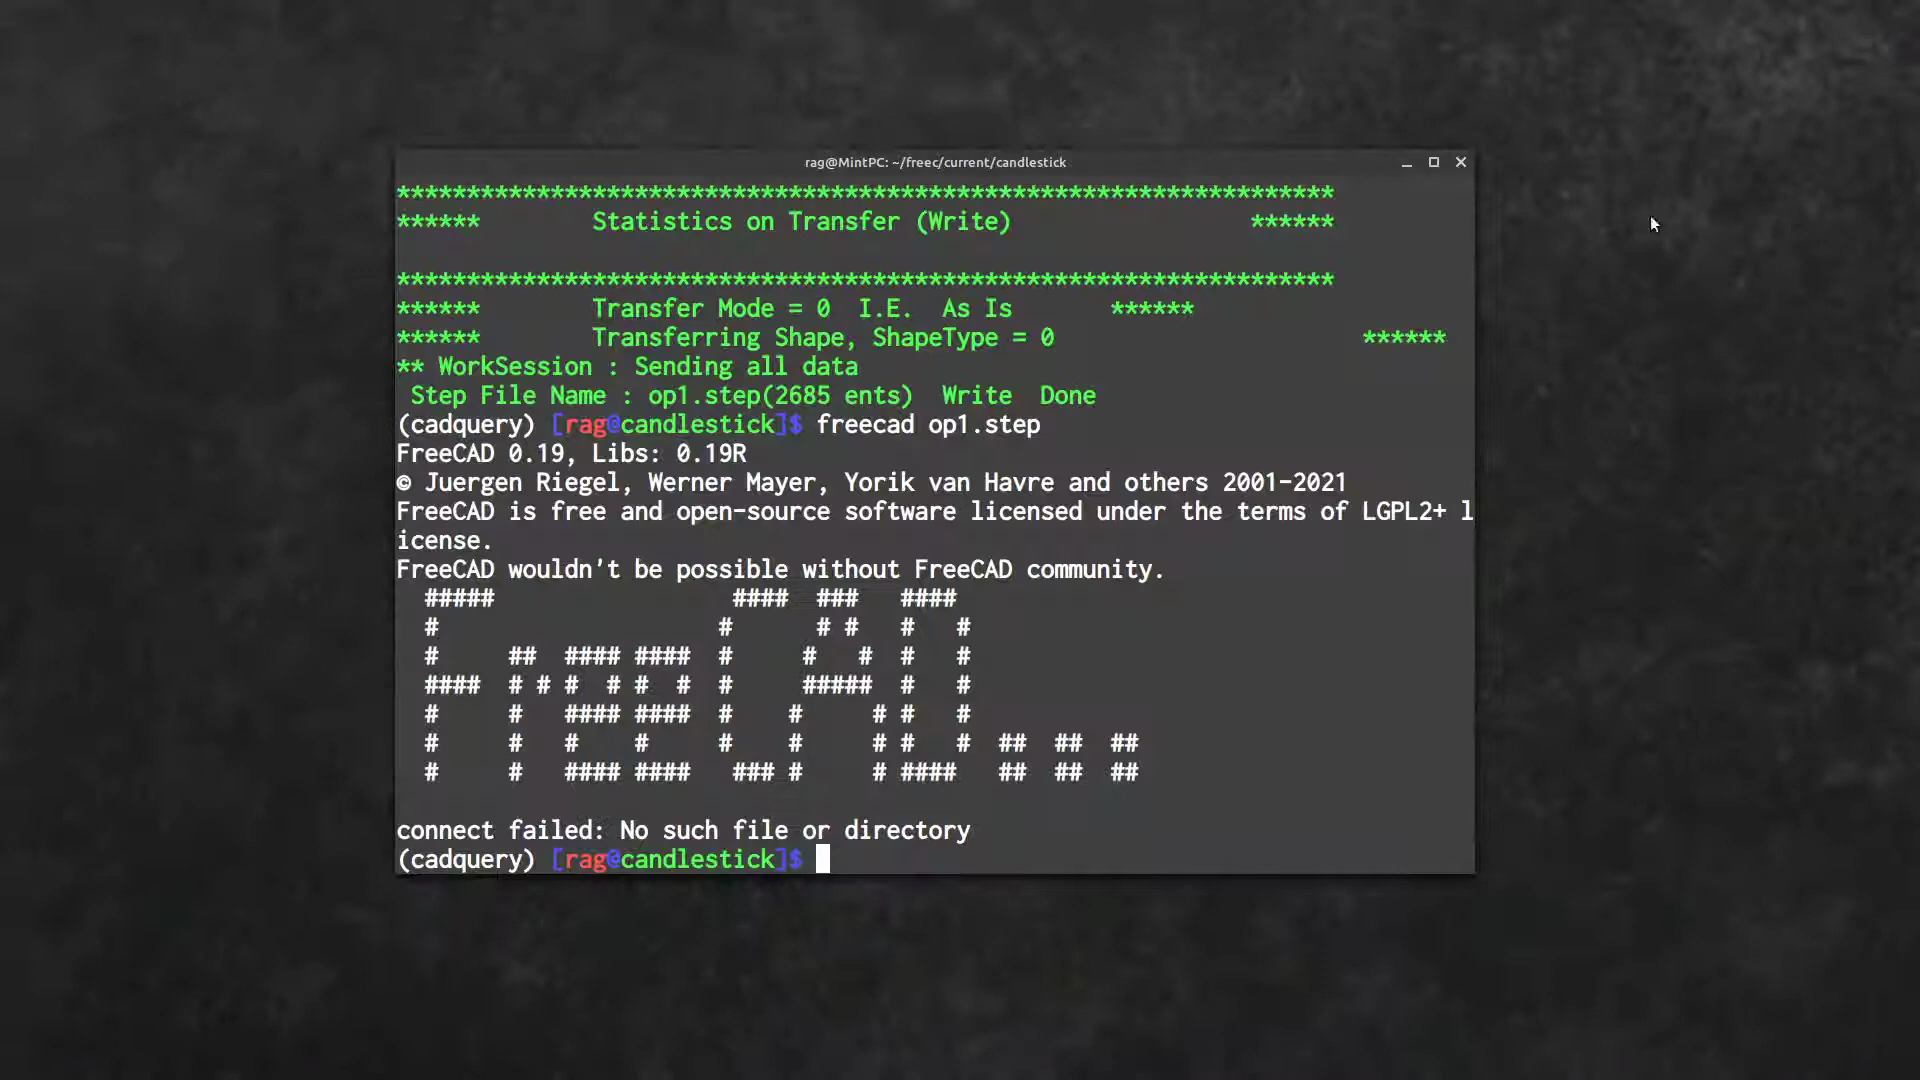 rag@MintPC: ~/freec/current/candlestick
*******************************************************************
****** Statistics on Transfer (Write) ******
*******************************************************************
****** Transfer Mode = 0 I.E. As Is ******
****** Transferring Shape, ShapeType = 0 ******
** WorkSession : Sending all data
Step File Name : op1.step(2685 ents) Write Done
(cadquery) [rag@candlestick]$ freecad op1.step
FreeCAD 0.19, Libs: 0.19R
© Juergen Riegel, Werner Mayer, Yorik van Havre and others 2001-2021
FreeCAD is free and open-source software licensed under the terms of LGPL2+ l
icense.
FreeCAD wouldn't be possible without FreeCAD community.
  #####                 ####  ###   ####
  #                    #      # #   #   #
  #     ##  #### ####  #     #   #  #   #
  ####  # # #  # #  #  #     #####  #   #
  #     #   #### ####  #    #     # #   #
  #     #   #    #     #    #     # #   #  ##  ##  ##
  #     #   #### ####   ### #     # ####   ##  ##  ##
connect failed: No such file or directory
(cadquery) [rag@candlestick]$